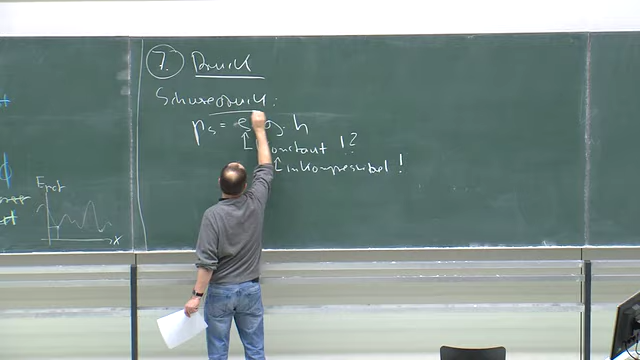 7. Druck
Schweredruck:
p_s = ρ g · h
konstant !?
inkompressibel !
Epot
x
ϕ